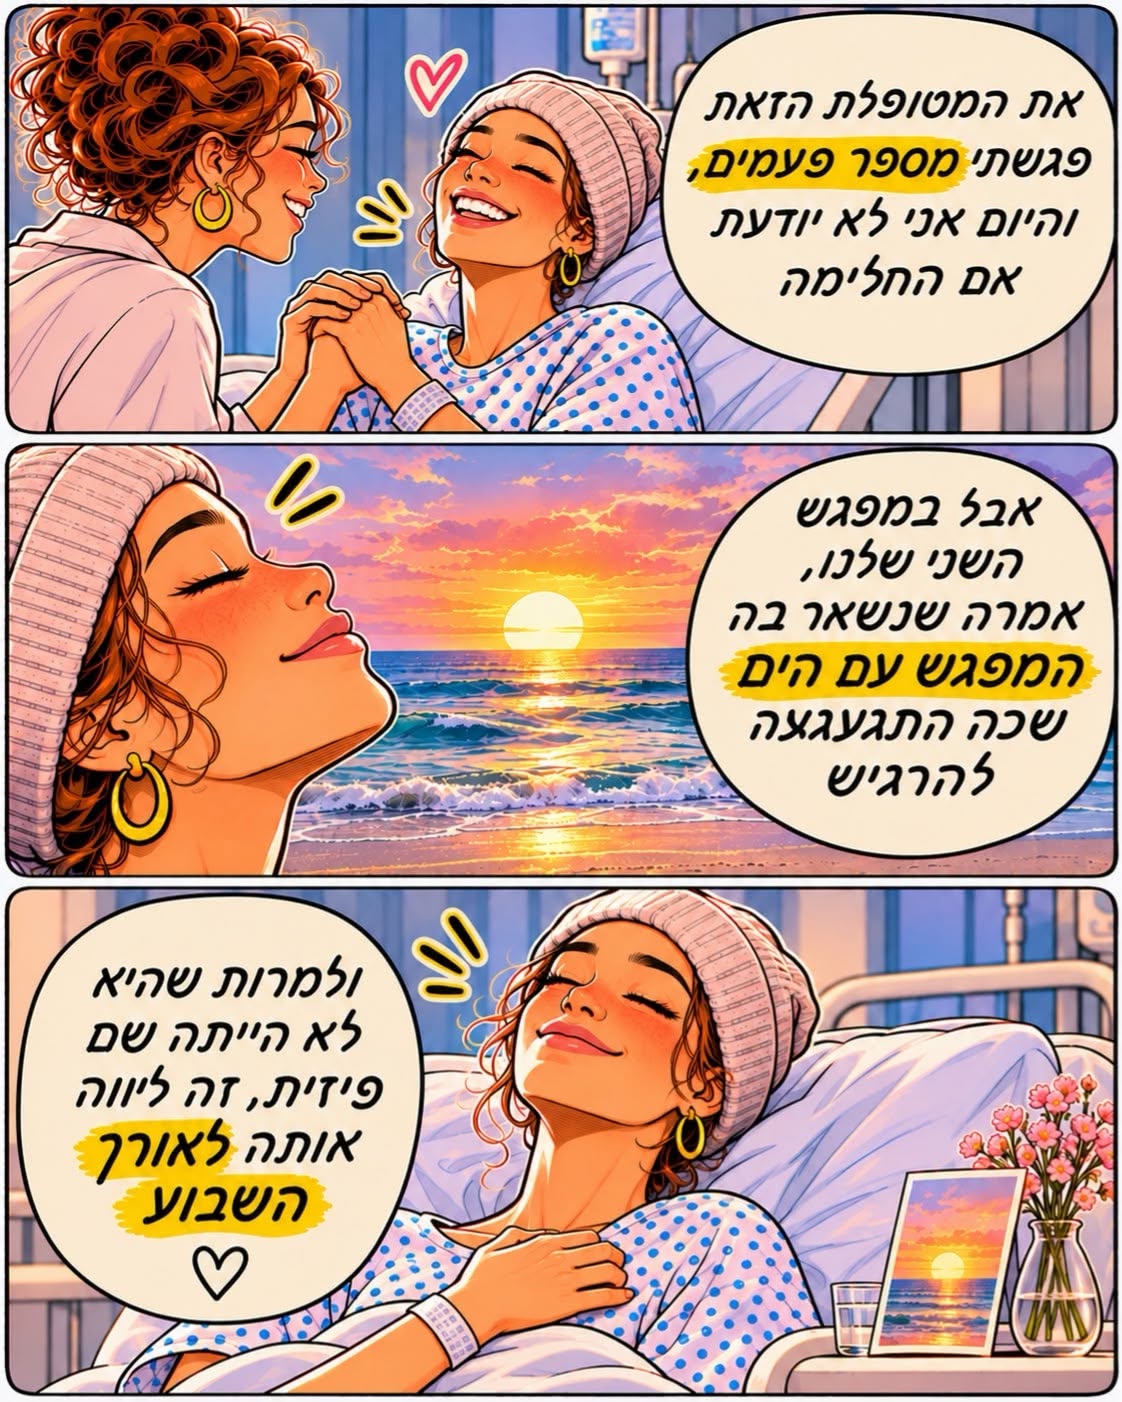 את המטופלת הזאת
פגשתי מספר פעמים,
והיום אני לא יודעת
אם החלימה
אבל במפגש
השני שלנו,
אמרה שנשאר בה
המפגש עם הים
שכה התגעגצה
להרגיש
ולמרות שהיא
לא הייתה שם
פיזית, זה ליווה
אותה לאורך
השבוע